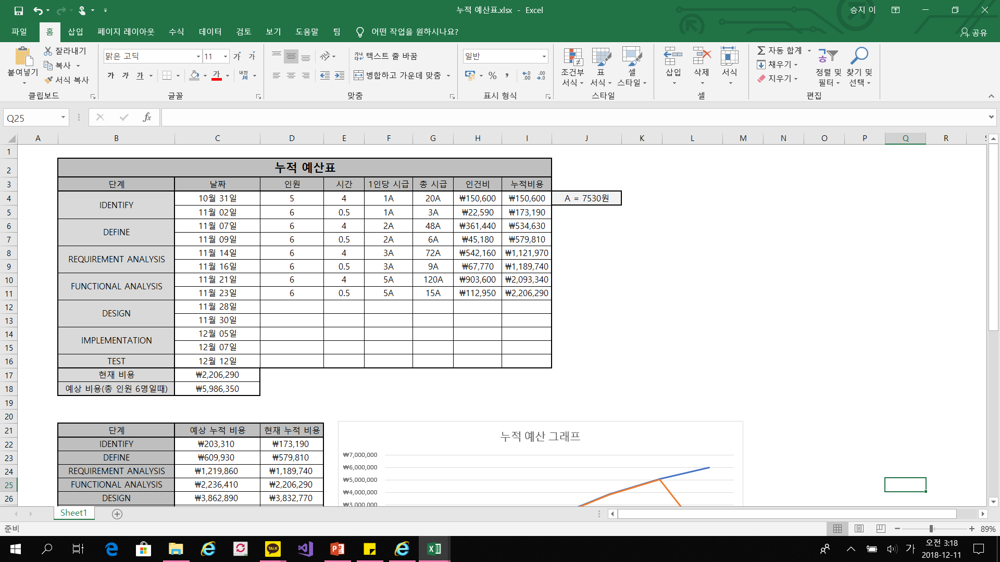 누적 예산표.xlsx - Excel
승지 이
파일 홈 삽입 페이지 레이아웃 수식 데이터 검토 보기 도움말 팀 어떤 작업을 원하시나요? 공유
붙여넣기
잘라내기
복사
서식 복사
클립보드
맑은 고딕 11
가 가
가 가 가 가 내천
글꼴
텍스트 줄 바꿈
병합하고 가운데 맞춤
맞춤
일반
% , .00
표시 형식
조건부 서식
표 서식
셀 스타일
스타일
삽입 삭제 서식
셀
자동 합계
채우기
지우기
정렬 및 필터
찾기 및 선택
편집
Q25 fx
A B C D E F G H I J K L M N O P Q R
1
2 누적 예산표
3 단계 날짜 인원 시간 1인당 시급 총 시급 인건비 누적비용
4 IDENTIFY 10월 31일 5 4 1A 20A ₩150,600 ₩150,600 A = 7530원
5 11월 02일 6 0.5 1A 3A ₩22,590 ₩173,190
6 DEFINE 11월 07일 6 4 2A 48A ₩361,440 ₩534,630
7 11월 09일 6 0.5 2A 6A ₩45,180 ₩579,810
8 REQUIREMENT ANALYSIS 11월 14일 6 4 3A 72A ₩542,160 ₩1,121,970
9 11월 16일 6 0.5 3A 9A ₩67,770 ₩1,189,740
10 FUNCTIONAL ANALYSIS 11월 21일 6 4 5A 120A ₩903,600 ₩2,093,340
11 11월 23일 6 0.5 5A 15A ₩112,950 ₩2,206,290
12 DESIGN 11월 28일
13 11월 30일
14 IMPLEMENTATION 12월 05일
15 12월 07일
16 TEST 12월 12일
17 현재 비용 ₩2,206,290
18 예상 비용(총 인원 6명일때) ₩5,986,350
19
20
21 단계 예상 누적 비용 현재 누적 비용
22 IDENTIFY ₩203,310 ₩173,190
23 DEFINE ₩609,930 ₩579,810
24 REQUIREMENT ANALYSIS ₩1,219,860 ₩1,189,740
25 FUNCTIONAL ANALYSIS ₩2,236,410 ₩2,206,290
26 DESIGN ₩3,862,890 ₩3,832,770
누적 예산 그래프
₩7,000,000
₩6,000,000
₩5,000,000
₩4,000,000
₩3,000,000
Sheet1
준비
89%
TALK
가
오전 3:18
2018-12-11